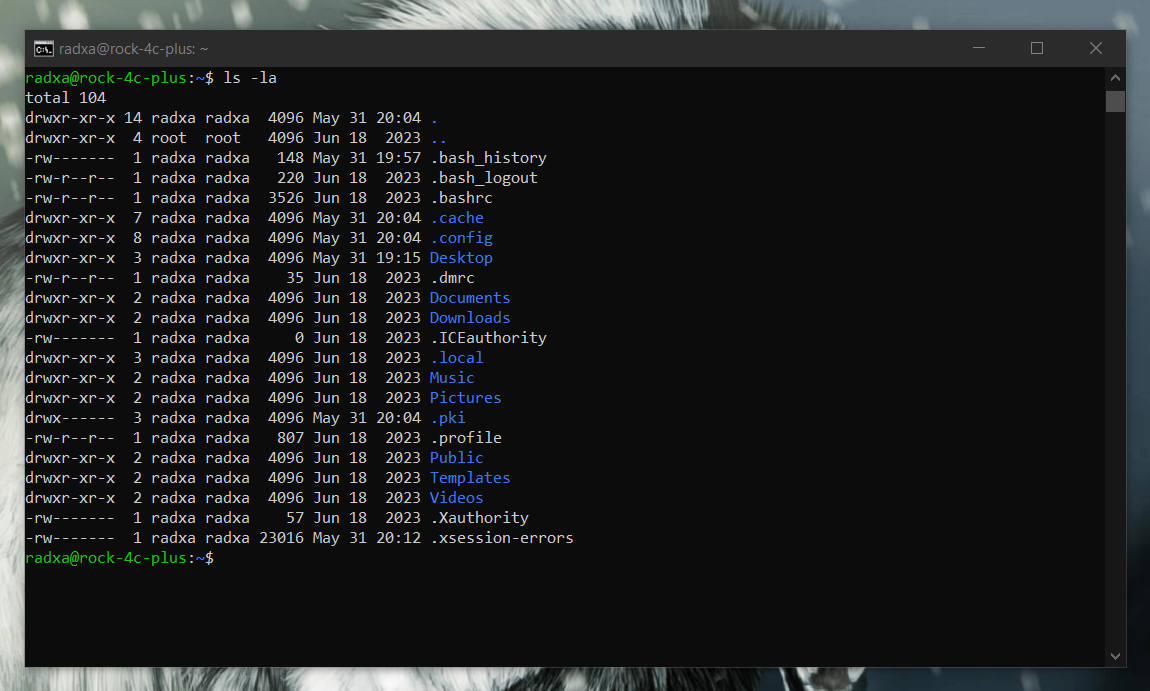 radxa@rock-4c-plus: ~
radxa@rock-4c-plus:~$ ls -la
total 104
drwxr-xr-x 14 radxa radxa  4096 May 31 20:04 .
drwxr-xr-x  4 root  root   4096 Jun 18  2023 ..
-rw-------  1 radxa radxa   148 May 31 19:57 .bash_history
-rw-r--r--  1 radxa radxa   220 Jun 18  2023 .bash_logout
-rw-r--r--  1 radxa radxa  3526 Jun 18  2023 .bashrc
drwxr-xr-x  7 radxa radxa  4096 May 31 20:04 .cache
drwxr-xr-x  8 radxa radxa  4096 May 31 20:04 .config
drwxr-xr-x  3 radxa radxa  4096 May 31 19:15 Desktop
-rw-r--r--  1 radxa radxa    35 Jun 18  2023 .dmrc
drwxr-xr-x  2 radxa radxa  4096 Jun 18  2023 Documents
drwxr-xr-x  2 radxa radxa  4096 Jun 18  2023 Downloads
-rw-------  1 radxa radxa     0 Jun 18  2023 .ICEauthority
drwxr-xr-x  3 radxa radxa  4096 Jun 18  2023 .local
drwxr-xr-x  2 radxa radxa  4096 Jun 18  2023 Music
drwxr-xr-x  2 radxa radxa  4096 Jun 18  2023 Pictures
drwx------  3 radxa radxa  4096 May 31 20:04 .pki
-rw-r--r--  1 radxa radxa   807 Jun 18  2023 .profile
drwxr-xr-x  2 radxa radxa  4096 Jun 18  2023 Public
drwxr-xr-x  2 radxa radxa  4096 Jun 18  2023 Templates
drwxr-xr-x  2 radxa radxa  4096 Jun 18  2023 Videos
-rw-------  1 radxa radxa    57 Jun 18  2023 .Xauthority
-rw-------  1 radxa radxa 23016 May 31 20:12 .xsession-errors
radxa@rock-4c-plus:~$